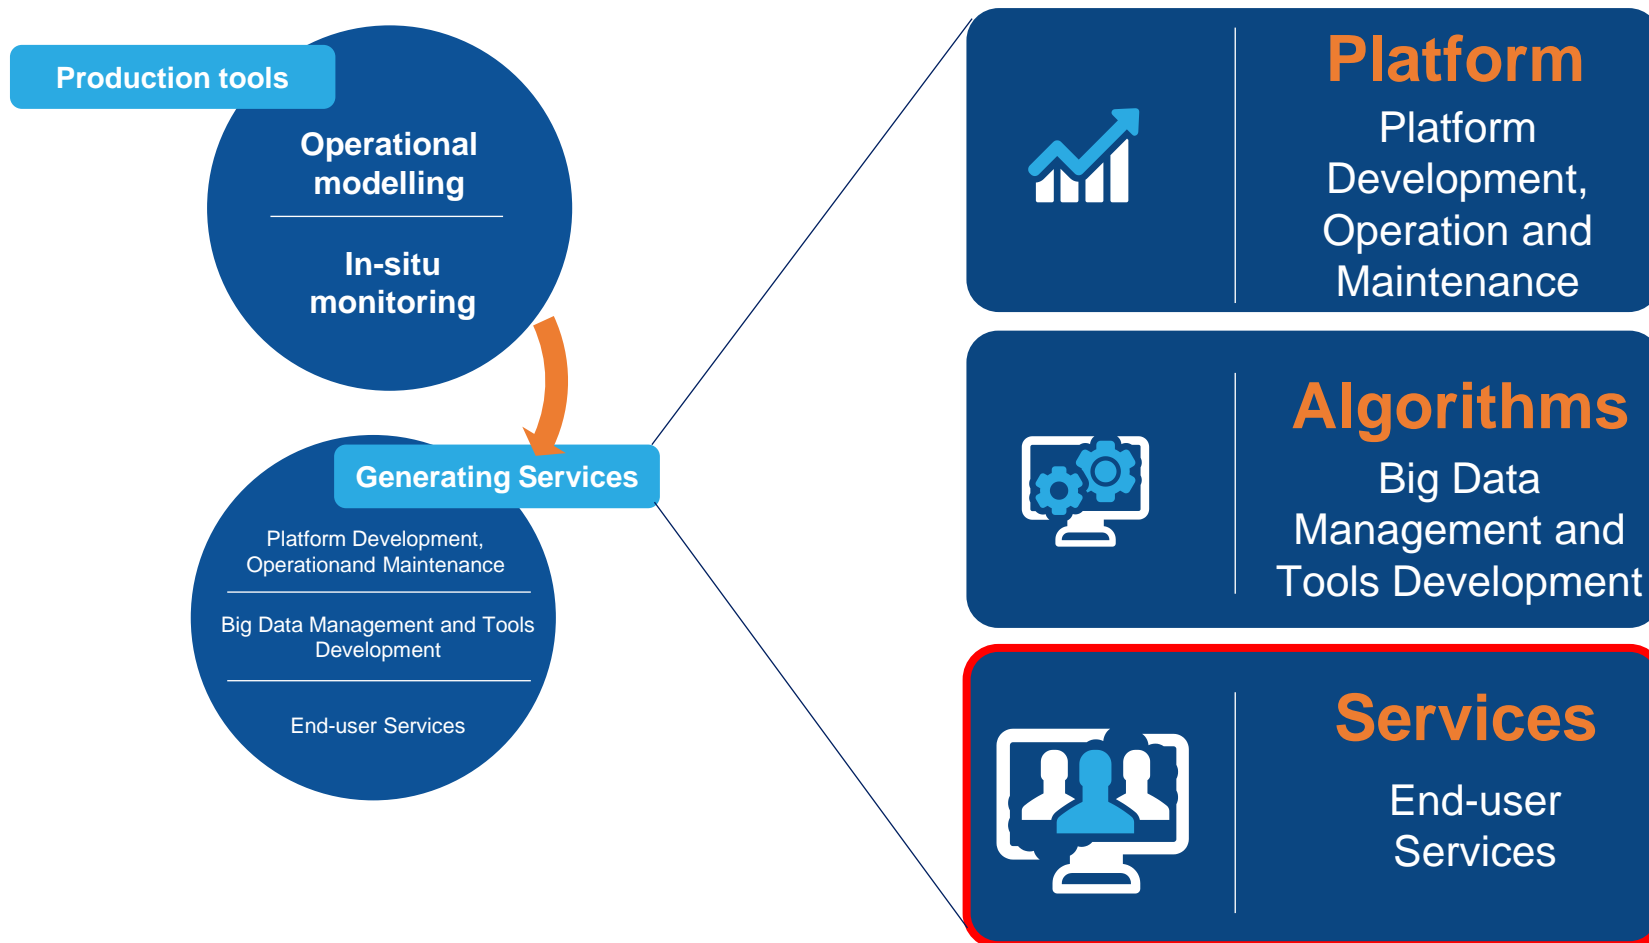 Production tools
Operational
modelling
In-situ
monitoring
Generating Services
Platform Development,
Operationand Maintenance
Big Data Management and Tools
Development
End-user Services
Platform
Platform
Development,
Operation and
Maintenance
Algorithms
Big Data
Management and
Tools Development
Services
End-user
Services